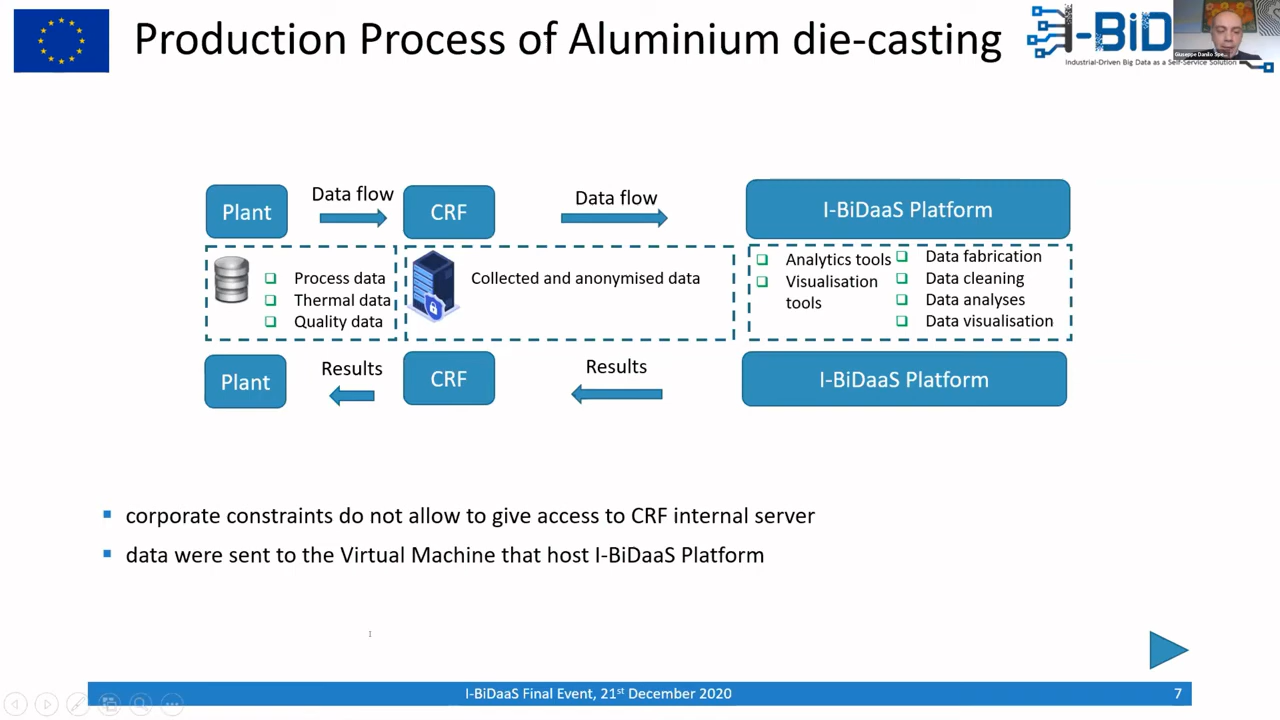 Production Process of Aluminium die-casting
I-BiD
Industrial-Driven Big Data as a Self-Service Solution
Giuseppe Danilo Spe...
Plant
Data flow
CRF
Data flow
I-BiDaaS Platform
Process data
Thermal data
Quality data
Collected and anonymised data
Analytics tools
Visualisation
tools
Data fabrication
Data cleaning
Data analyses
Data visualisation
Plant
Results
CRF
Results
I-BiDaaS Platform
corporate constraints do not allow to give access to CRF internal server
data were sent to the Virtual Machine that host I-BiDaaS Platform
I-BiDaaS Final Event, 21st December 2020
7